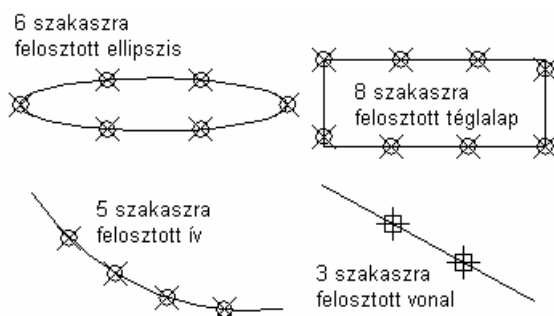 6 szakaszra
felosztott ellipszis
8 szakaszra
felosztott téglalap
5 szakaszra
felosztott ív
3 szakaszra
felosztott vonal